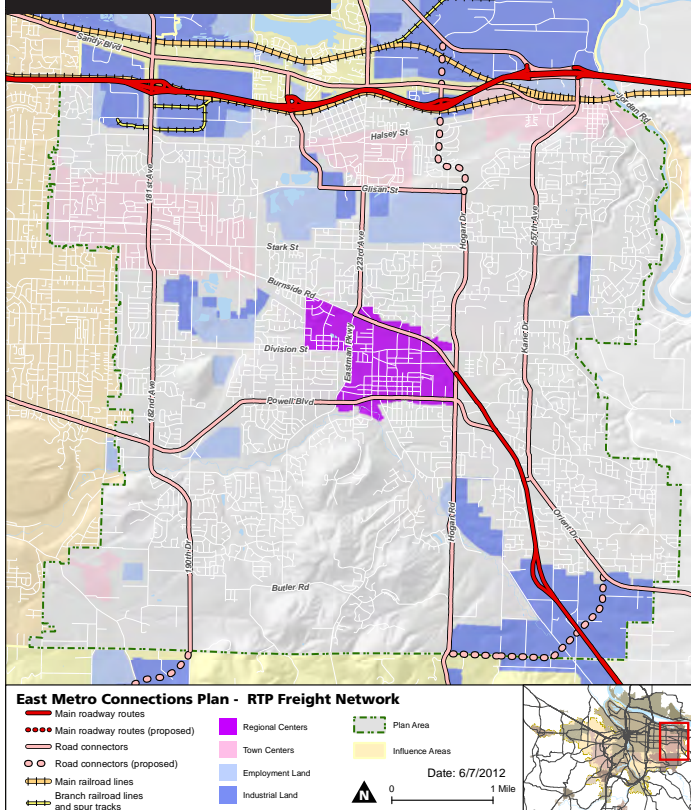 Sandy Blvd
Jorden Rd
Halsey St
181st Ave
Glisan St
Hogart Dr
257th Ave
223rd Ave
Stark St
Burnside Rd
Eastman Pkwy
Kane Dr
Division St
182nd Ave
Powell Blvd
Hogart Rd
Orient Dr
190th Dr
Butler Rd
East Metro Connections Plan - RTP Freight Network
Main roadway routes
Main roadway routes (proposed)
Road connectors
Road connectors (proposed)
Main railroad lines
Branch railroad lines
and spur tracks
Regional Centers
Town Centers
Employment Land
Industrial Land
Plan Area
Influence Areas
Date: 6/7/2012
N
0
1 Mile